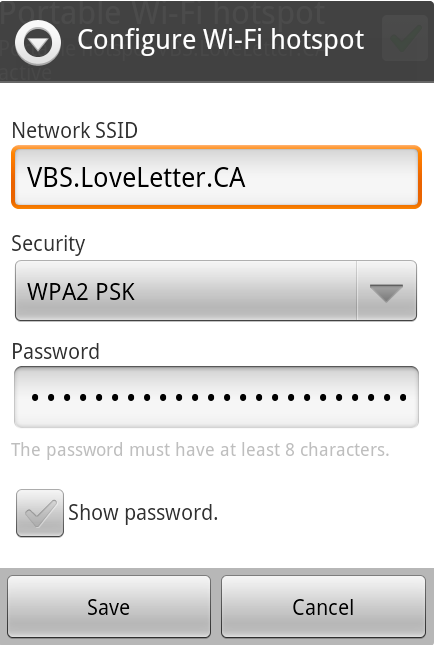 Portable Wi-Fi hotspot
active
Configure Wi-Fi hotspot
Network SSID
VBS.LoveLetter.CA
Security
WPA2 PSK
Password
•••••••••••••••••••••••••
The password must have at least 8 characters.
Show password.
Save
Cancel